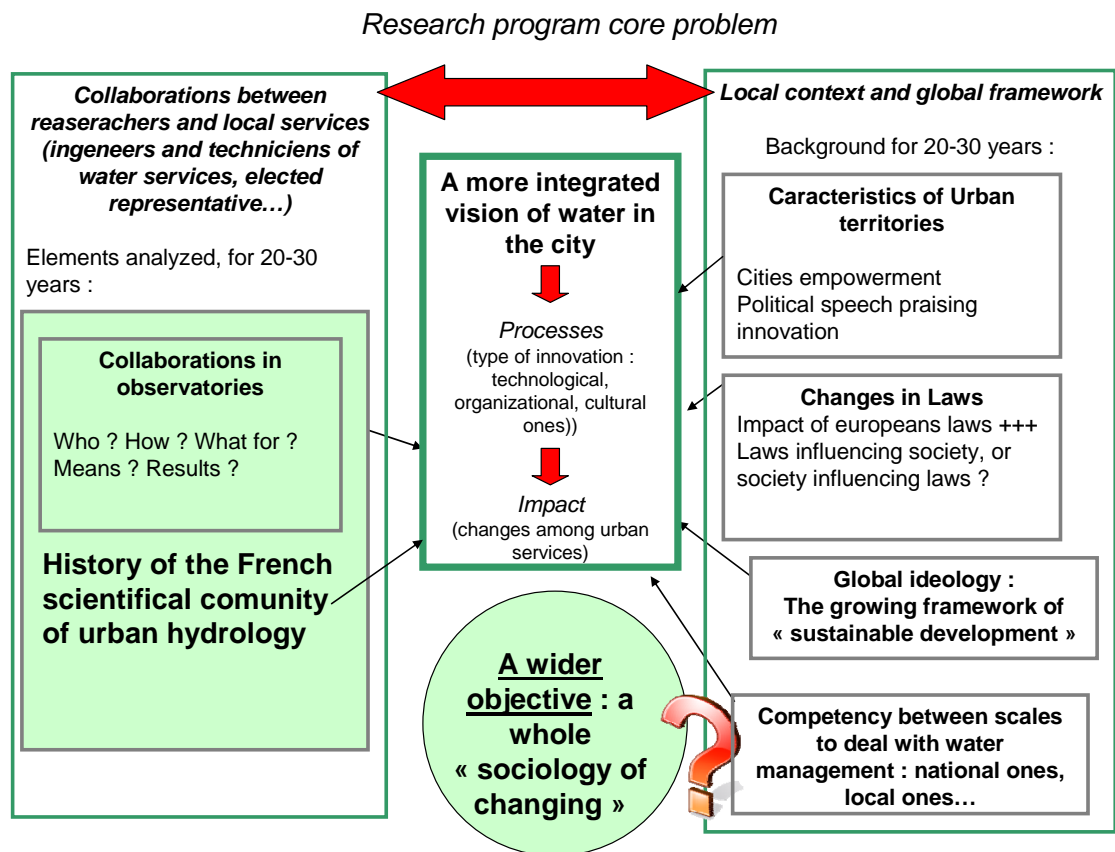 Research program core problem
Collaborations between
reaserachers and local services
(ingeneers and techniciens of
water services, elected
representative…)
Elements analyzed, for 20-30
years :
Collaborations in
observatories
Who ? How ? What for ?
Means ? Results ?
History of the French
scientifical comunity
of urban hydrology
A more integrated
vision of water in
the city
Processes
(type of innovation :
technological,
organizational, cultural
ones))
Impact
(changes among urban
services)
A wider
objective : a
whole
« sociology of
changing »
Local context and global framework
Background for 20-30 years :
Caracteristics of Urban
territories
Cities empowerment
Political speech praising
innovation
Changes in Laws
Impact of europeans laws +++
Laws influencing society, or
society influencing laws ?
Global ideology :
The growing framework of
« sustainable development »
Competency between scales
to deal with water
management : national ones,
local ones…
?